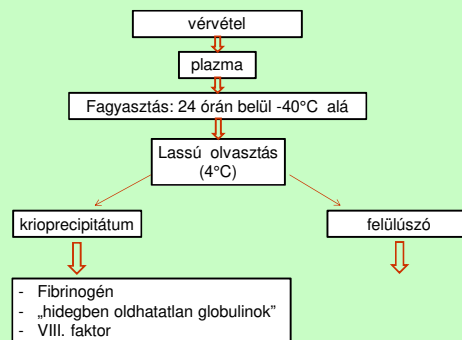 vérvétel
plazma
Fagyasztás: 24 órán belül -40°C alá
Lassú olvasztás
(4°C)
krioprecipitátum
felülúszó
- Fibrinogén
- „hidegben oldhatatlan globulinok”
- VIII. faktor